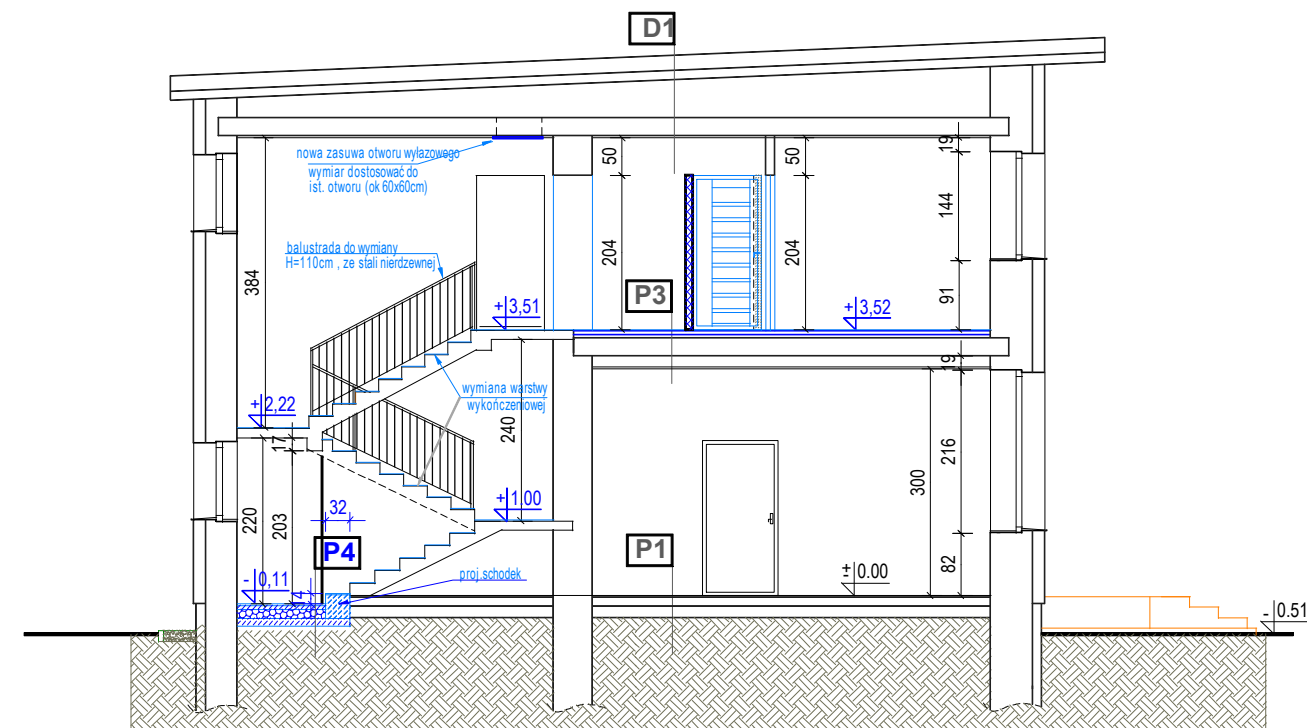 D1
nowa zasuwa otworu wyłazowego
wymiar dostosować do
ist. otworu (ok 60x60cm)
50
50
19
144
balustrada do wymiany
H=110cm , ze stali nierdzewnej
384
204
204
91
P3
+3,51
+3,52
19
wymiana warstwy
wykończeniowej
+2,22
17
240
216
300
220
203
32
+1,00
P4
P1
82
-0,11
14
proj.schodek
±0.00
-0.51